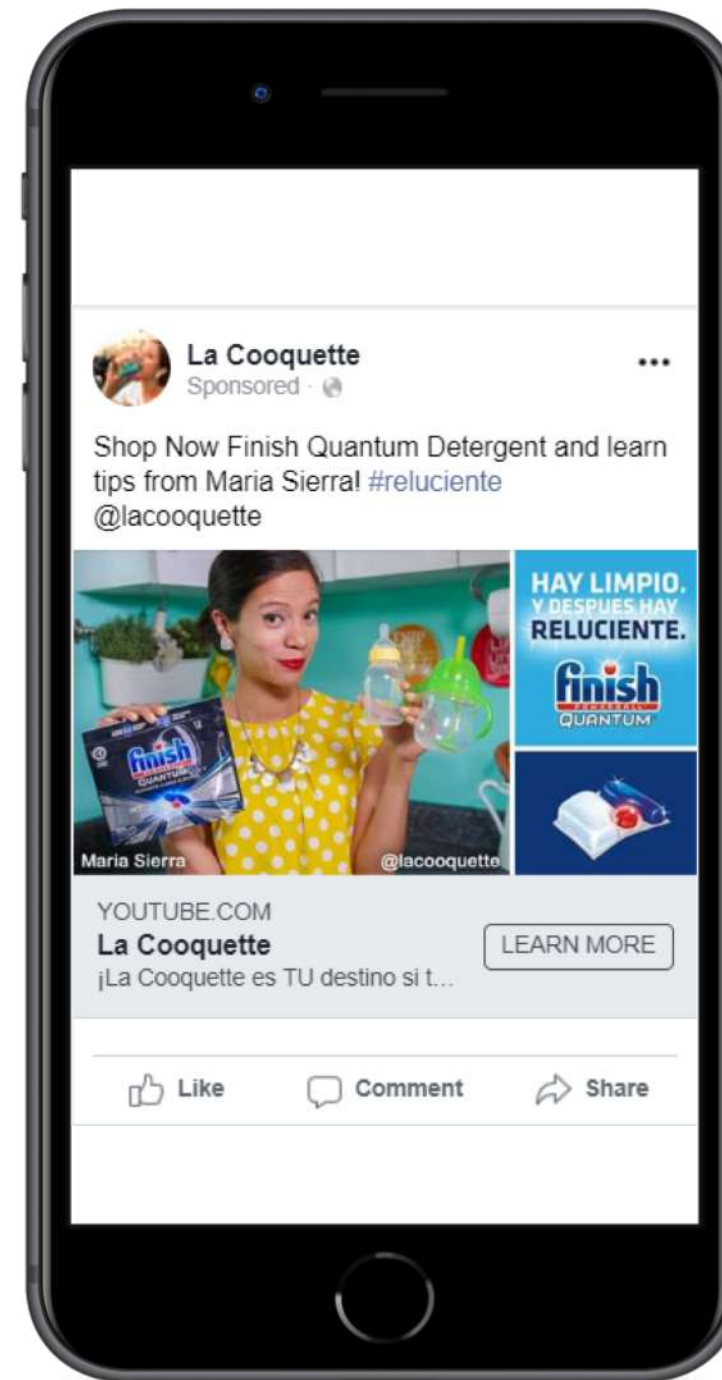 La Cooquette
Sponsored ·
Shop Now Finish Quantum Detergent and learn
tips from Maria Sierra! #reluciente
@lacooquette
finish
QUANTUM
Maria Sierra
@lacooquette
HAY LIMPIO.
Y DESPUES HAY
RELUCIENTE.
finish
POWERBALL
QUANTUM
YOUTUBE.COM
La Cooquette
LEARN MORE
¡La Cooquette es TU destino si t...
Like
Comment
Share